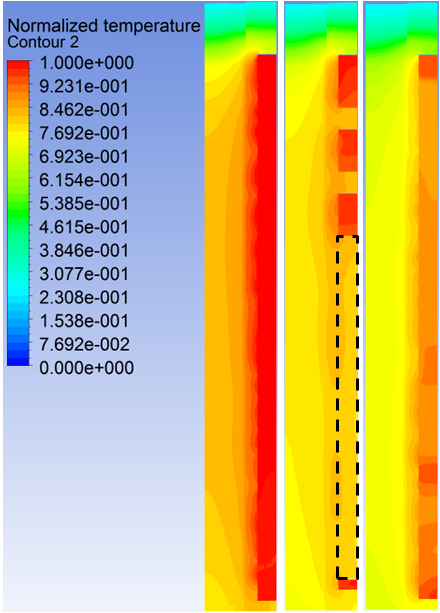 Normalized temperature
Contour 2
1.000e+000
9.231e-001
8.462e-001
7.692e-001
6.923e-001
6.154e-001
5.385e-001
4.615e-001
3.846e-001
3.077e-001
2.308e-001
1.538e-001
7.692e-002
0.000e+000